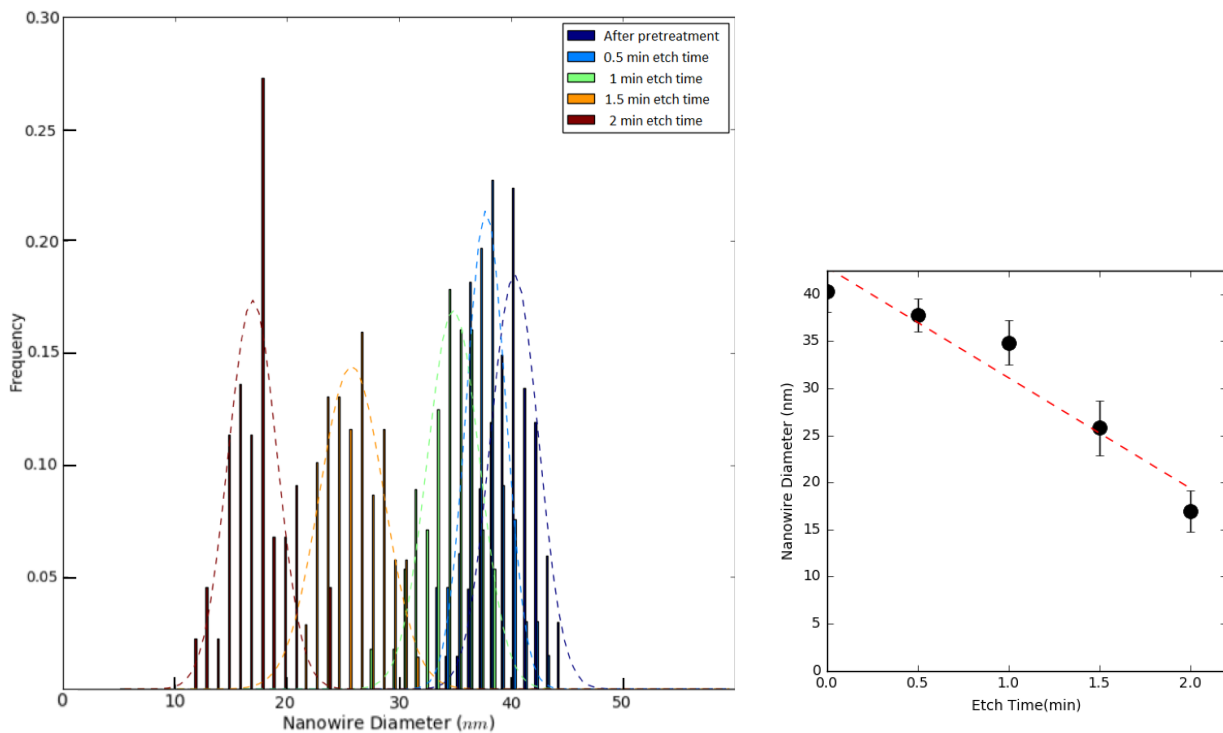 0.30
0.25
0.20
0.15
0.10
0.05
Frequency
0 10 20 30 40 50
Nanowire Diameter (nm)
After pretreatment
0.5 min etch time
1 min etch time
1.5 min etch time
2 min etch time
40
35
30
25
20
15
10
5
0
Nanowire Diameter (nm)
0.0 0.5 1.0 1.5 2.0
Etch Time(min)